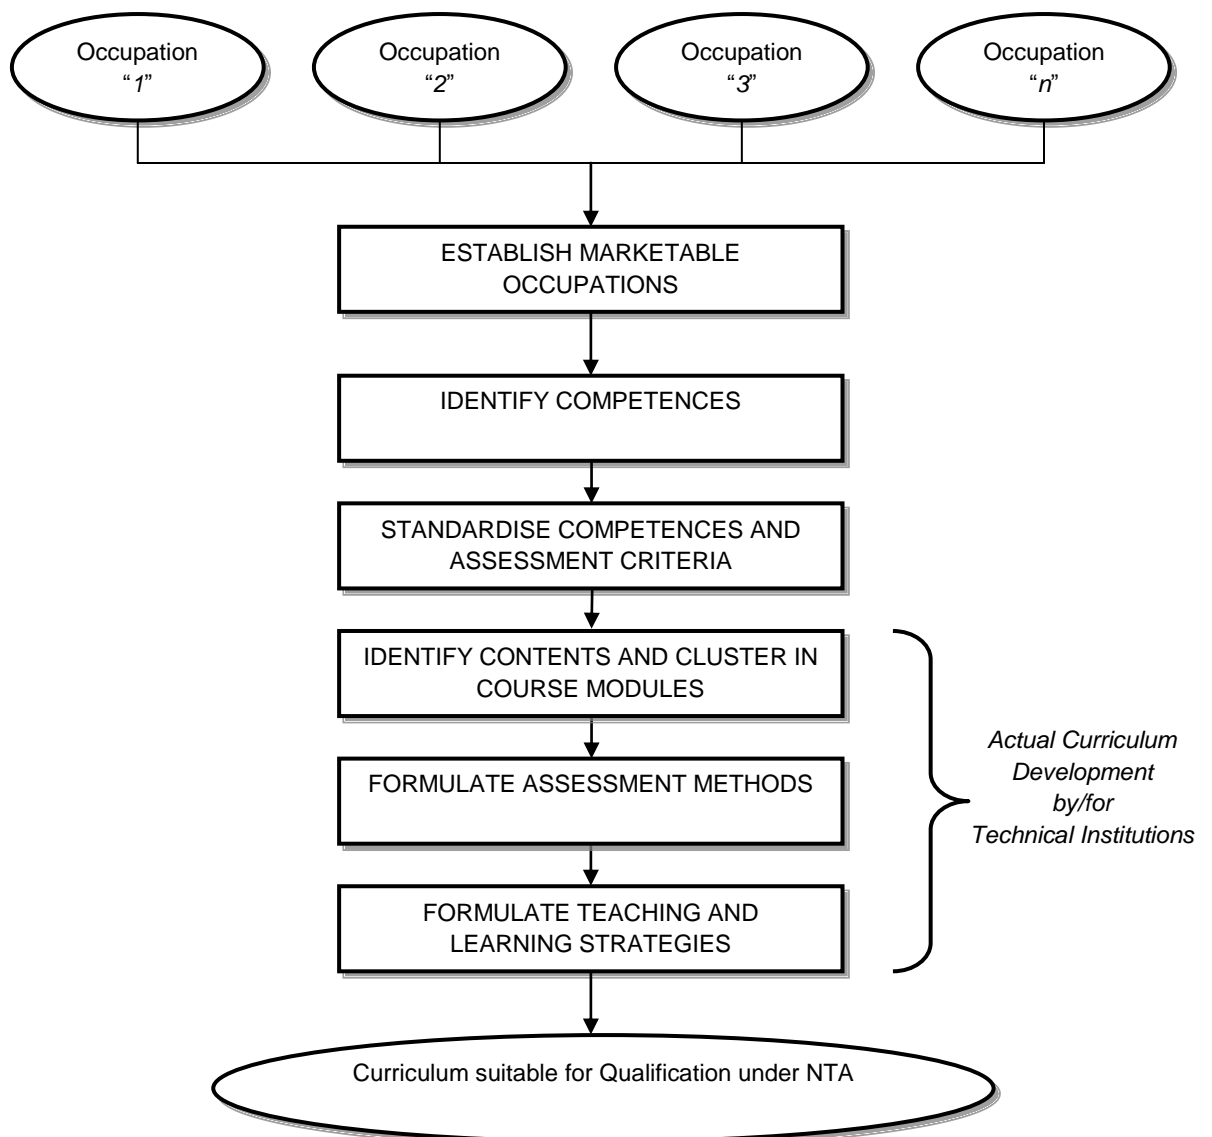 Occupation
“1”
Occupation
“2”
Occupation
“3”
Occupation
“n”
ESTABLISH MARKETABLE
OCCUPATIONS
IDENTIFY COMPETENCES
STANDARDISE COMPETENCES AND
ASSESSMENT CRITERIA
IDENTIFY CONTENTS AND CLUSTER IN
COURSE MODULES
FORMULATE ASSESSMENT METHODS
FORMULATE TEACHING AND
LEARNING STRATEGIES
Actual Curriculum
Development
by/for
Technical Institutions
Curriculum suitable for Qualification under NTA